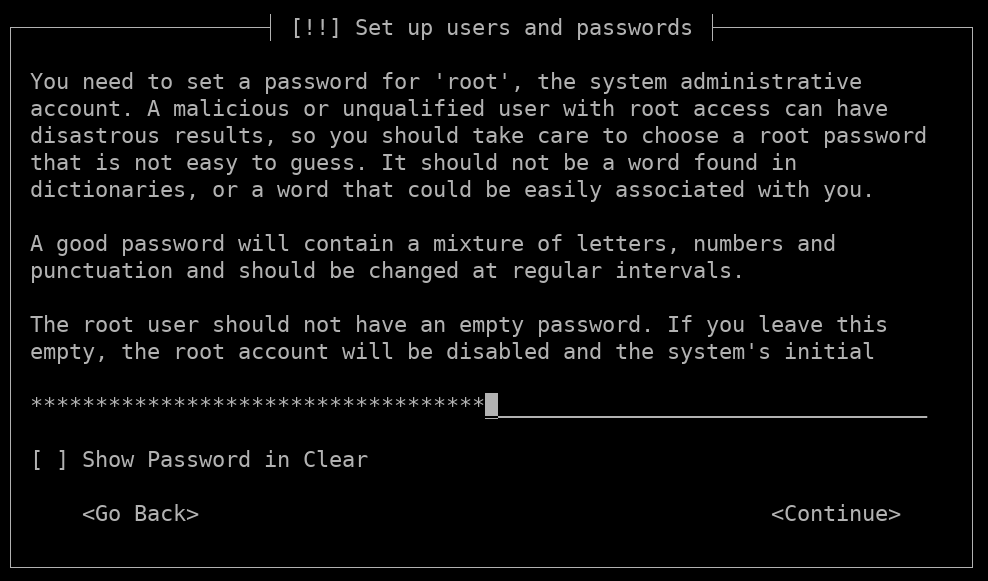 [!!] Set up users and passwords
You need to set a password for 'root', the system administrative
account. A malicious or unqualified user with root access can have
disastrous results, so you should take care to choose a root password
that is not easy to guess. It should not be a word found in
dictionaries, or a word that could be easily associated with you.
A good password will contain a mixture of letters, numbers and
punctuation and should be changed at regular intervals.
The root user should not have an empty password. If you leave this
empty, the root account will be disabled and the system's initial
***********************************
[ ] Show Password in Clear
<Go Back> <Continue>